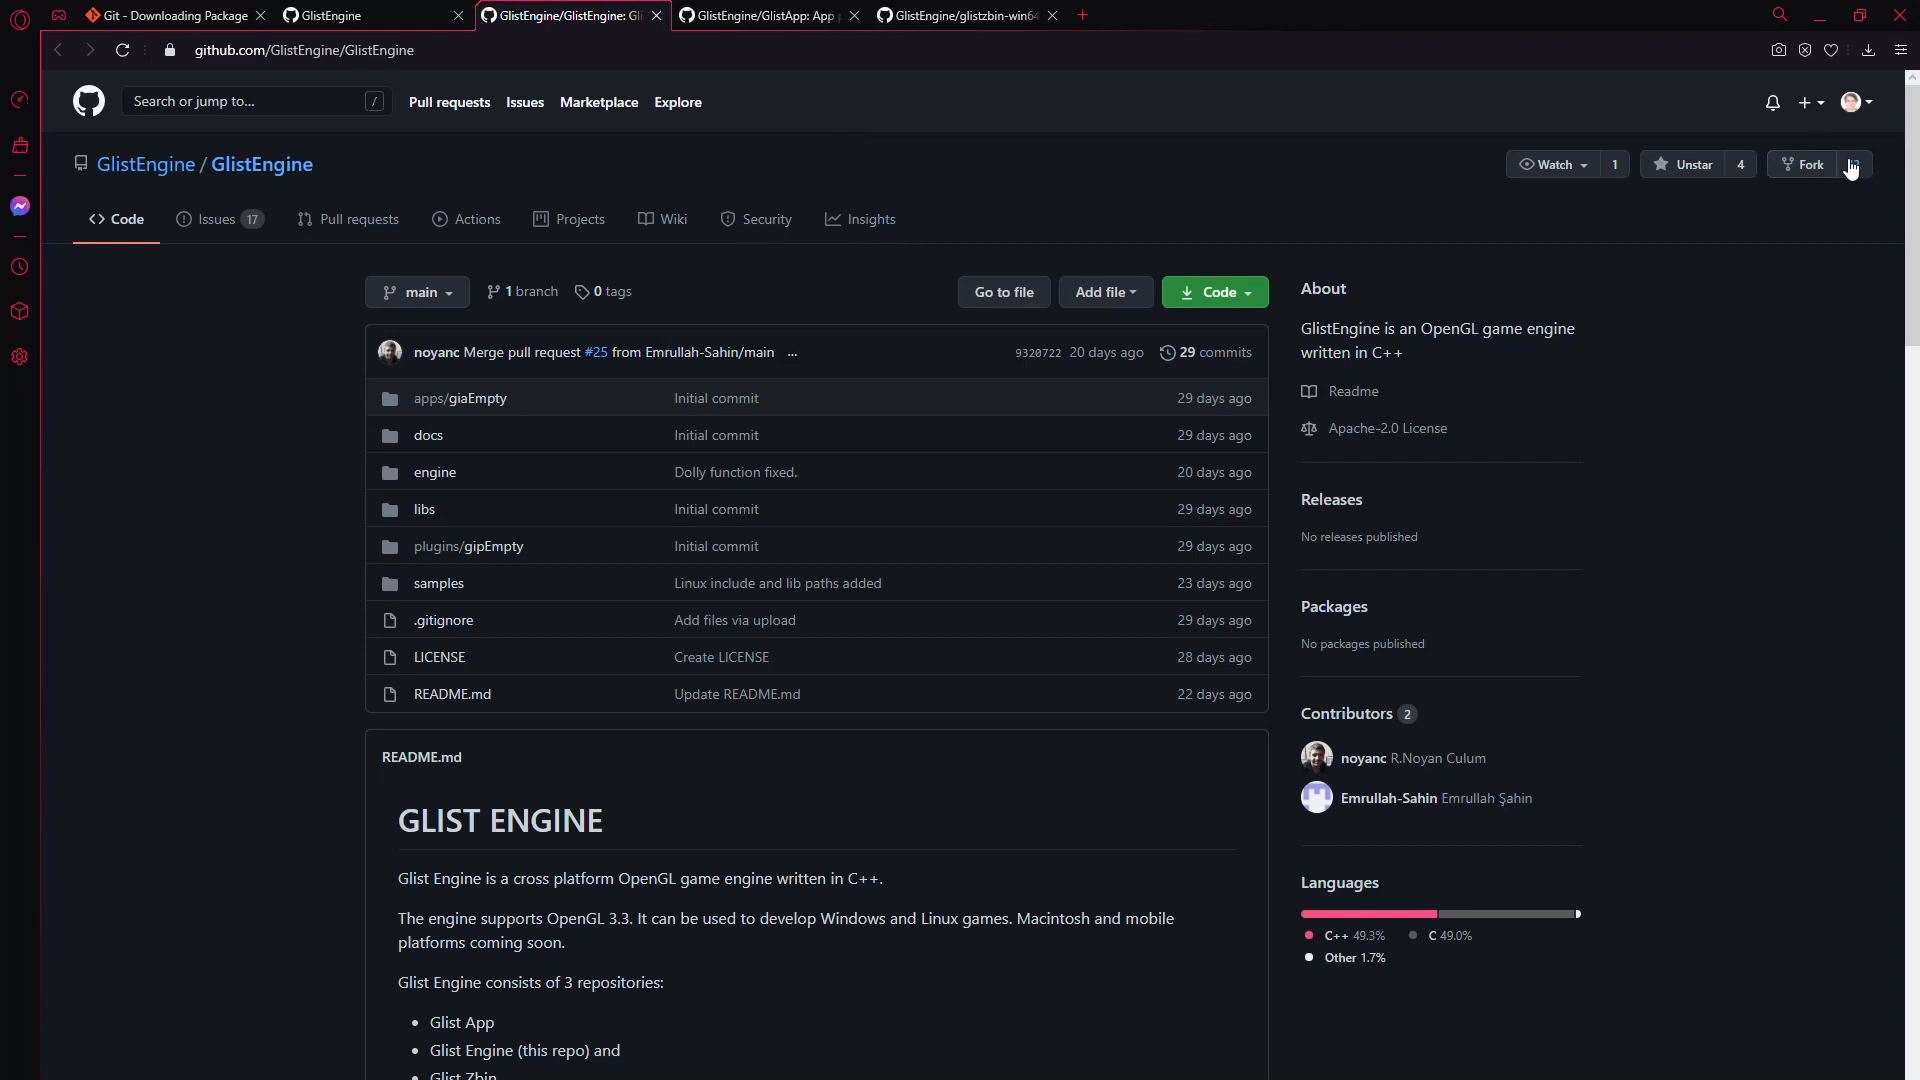 Git - Downloading Package
GlistEngine
GlistEngine/GlistEngine: Gl
GlistEngine/GlistApp: App
GlistEngine/glistzbin-win64
github.com/GlistEngine/GlistEngine
Search or jump to...
/
Pull requests
Issues
Marketplace
Explore
GlistEngine / GlistEngine
Watch 1
Unstar 4
Fork
Code
Issues 17
Pull requests
Actions
Projects
Wiki
Security
Insights
main
1 branch
0 tags
Go to file
Add file
Code
noyanc Merge pull request #25 from Emrullah-Sahin/main ...
9320722 20 days ago
29 commits
apps/giaEmpty Initial commit 29 days ago
docs Initial commit 29 days ago
engine Dolly function fixed. 20 days ago
libs Initial commit 29 days ago
plugins/gipEmpty Initial commit 29 days ago
samples Linux include and lib paths added 23 days ago
.gitignore Add files via upload 29 days ago
LICENSE Create LICENSE 28 days ago
README.md Update README.md 22 days ago
README.md
GLIST ENGINE
Glist Engine is a cross platform OpenGL game engine written in C++.
The engine supports OpenGL 3.3. It can be used to develop Windows and Linux games. Macintosh and mobile
platforms coming soon.
Glist Engine consists of 3 repositories:
• Glist App
• Glist Engine (this repo) and
• Glist Zbin
About
GlistEngine is an OpenGL game engine
written in C++
Readme
Apache-2.0 License
Releases
No releases published
Packages
No packages published
Contributors 2
noyanc R.Noyan Culum
Emrullah-Sahin Emrullah Şahin
Languages
C++ 49.3%
C 49.0%
Other 1.7%